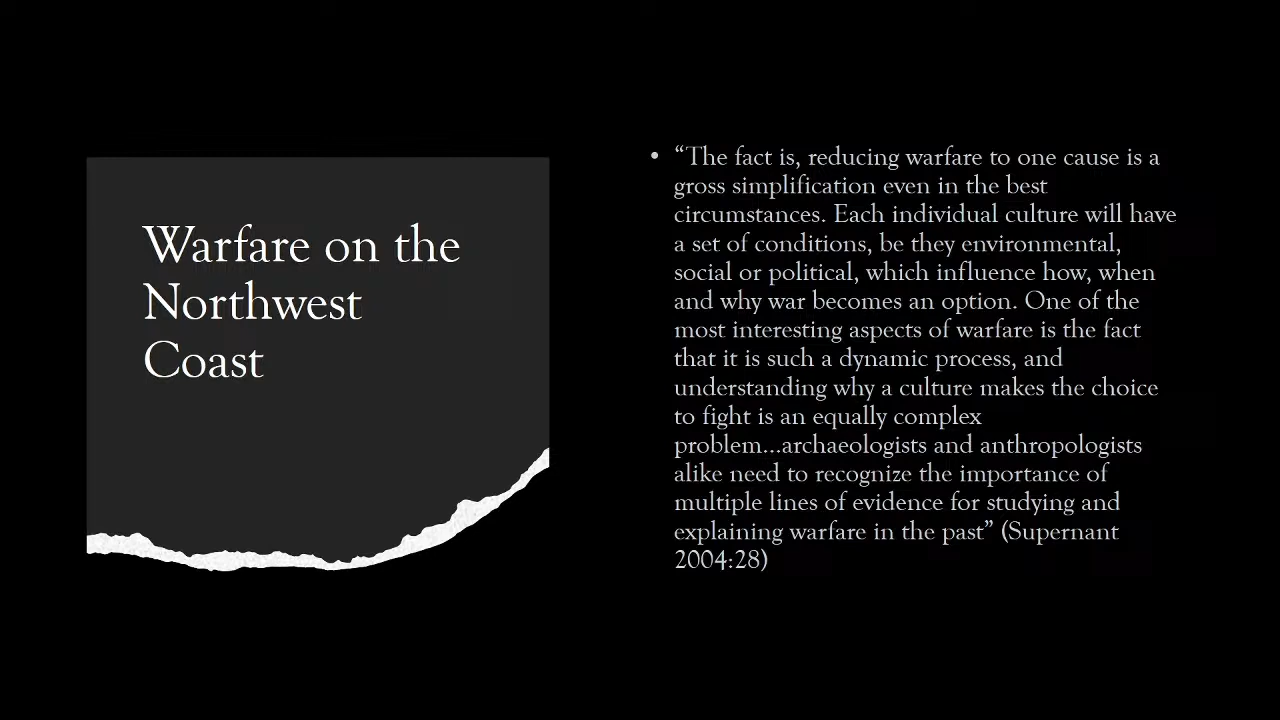 Warfare on the
Northwest
Coast
• “The fact is, reducing warfare to one cause is a
gross simplification even in the best
circumstances. Each individual culture will have
a set of conditions, be they environmental,
social or political, which influence how, when
and why war becomes an option. One of the
most interesting aspects of warfare is the fact
that it is such a dynamic process, and
understanding why a culture makes the choice
to fight is an equally complex
problem…archaeologists and anthropologists
alike need to recognize the importance of
multiple lines of evidence for studying and
explaining warfare in the past” (Supernant
2004:28)